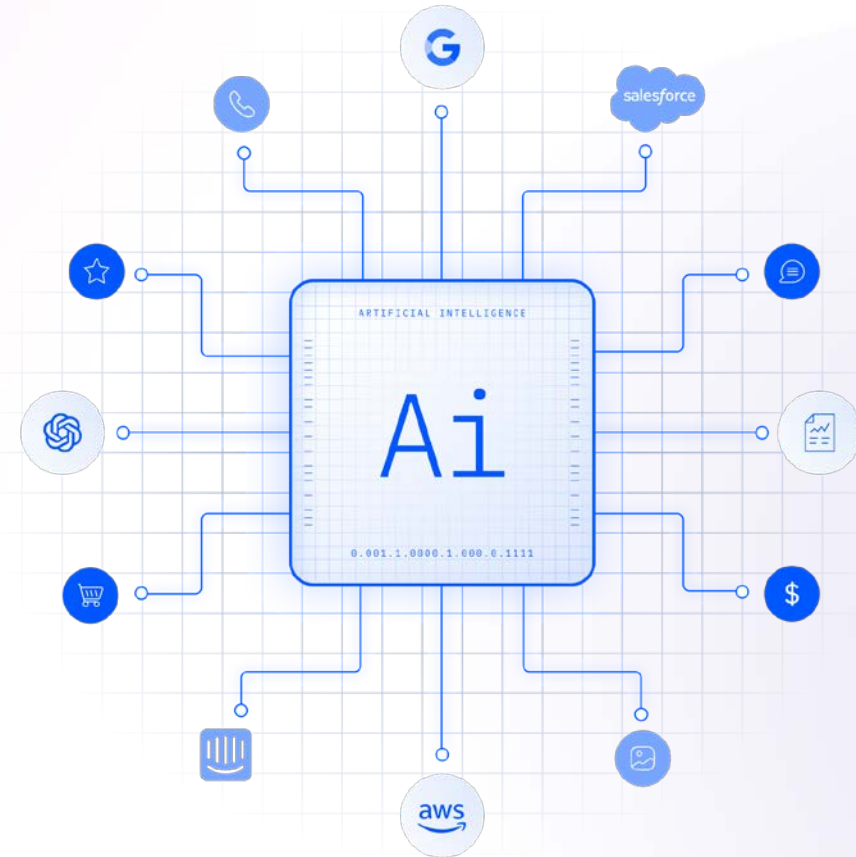 G
salesforce
ARTIFICIAL INTELLIGENCE
Ai
$
0.001.1.0000.1.000.0.1111
aws